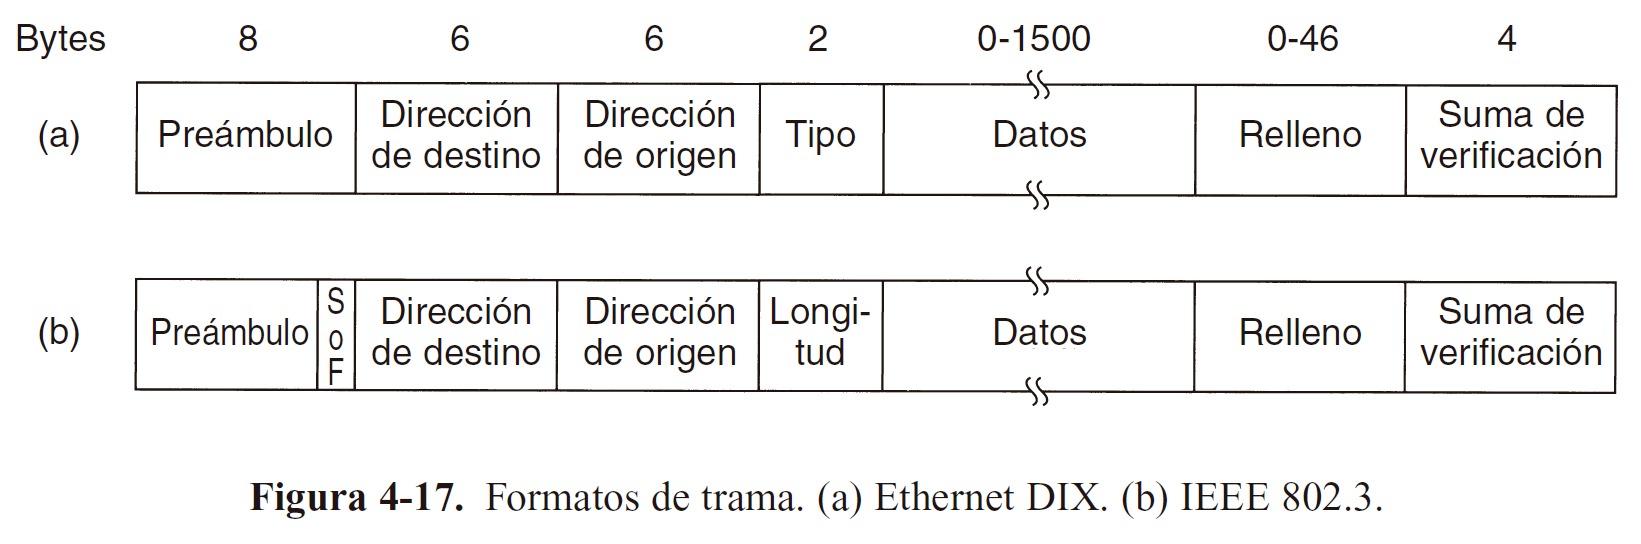 Bytes 8 6 6 2 0-1500 0-46 4
(a) Preámbulo Dirección de destino Dirección de origen Tipo Datos Relleno Suma de verificación
(b) Preámbulo SoF Dirección de destino Dirección de origen Longi-tud Datos Relleno Suma de verificación
Figura 4-17. Formatos de trama. (a) Ethernet DIX. (b) IEEE 802.3.